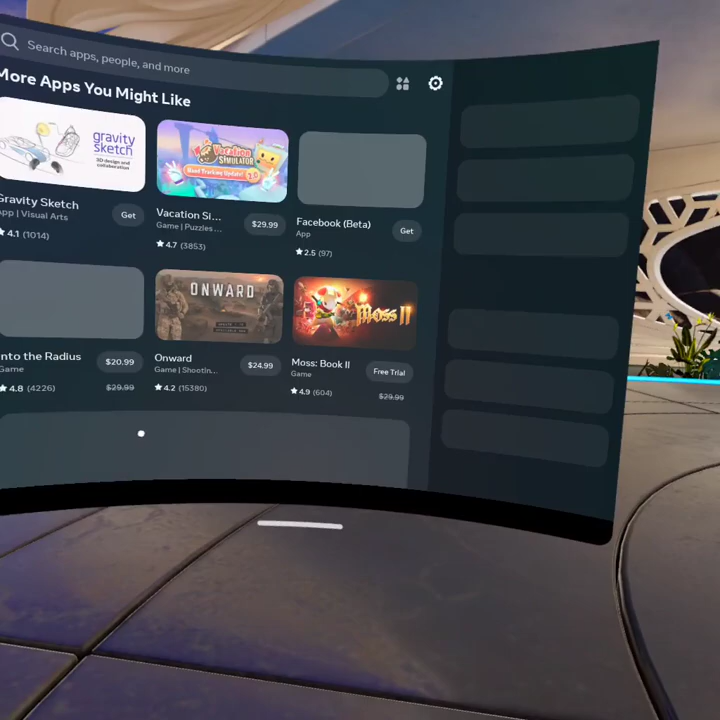 Search apps, people, and more
More Apps You Might Like
gravity
sketch
3D design and
collaboration
Vacation
SIMULATOR
Hand Tracking Update!
ONWARD
Moss II
Gravity Sketch
App | Visual Arts
Get
4.1 (1014)
Vacation Si...
Game | Puzzles ...
$29.99
4.7 (3853)
Facebook (Beta)
App
Get
2.5 (97)
nto the Radius
Game
$20.99
4.8 (4226)
$29.99
Onward
Game | Shootin...
$24.99
4.2 (15380)
Moss: Book II
Game
Free Trial
4.9 (604)
$29.99